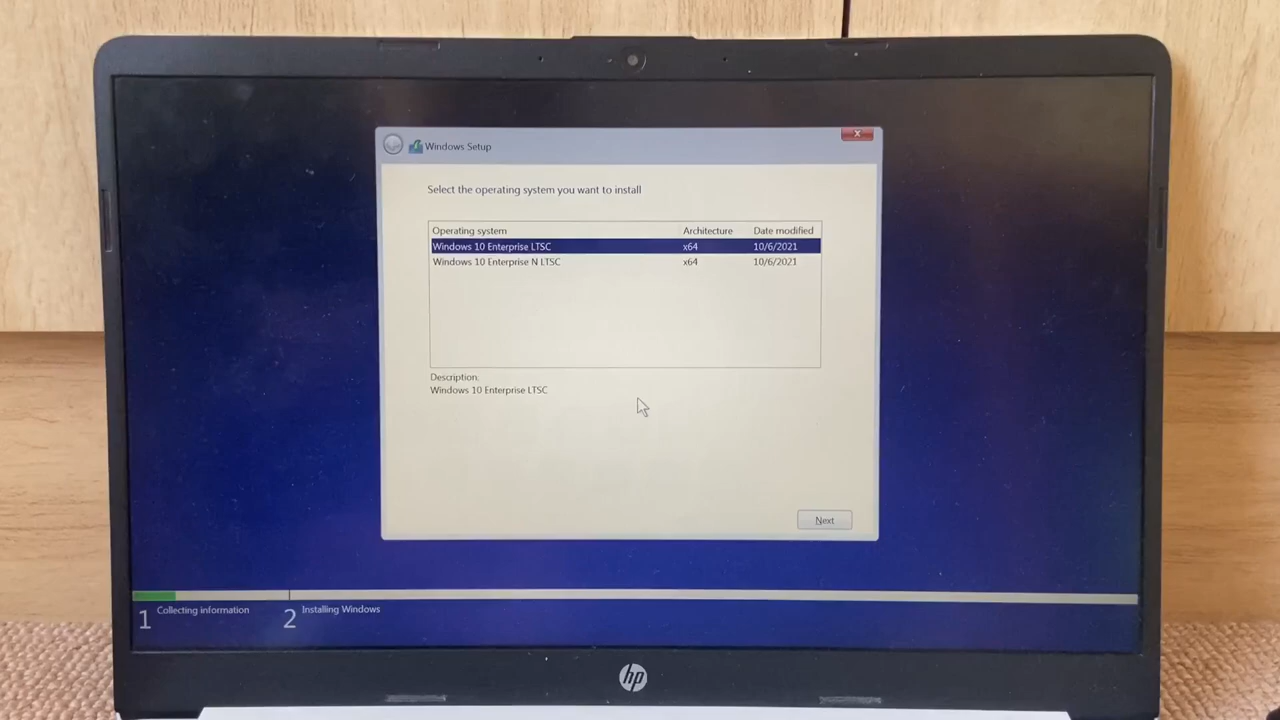 Windows Setup
Select the operating system you want to install
Operating system Architecture Date modified
Windows 10 Enterprise LTSC x64 10/6/2021
Windows 10 Enterprise N LTSC x64 10/6/2021
Description:
Windows 10 Enterprise LTSC
Next
1 Collecting information 2 Installing Windows
hp